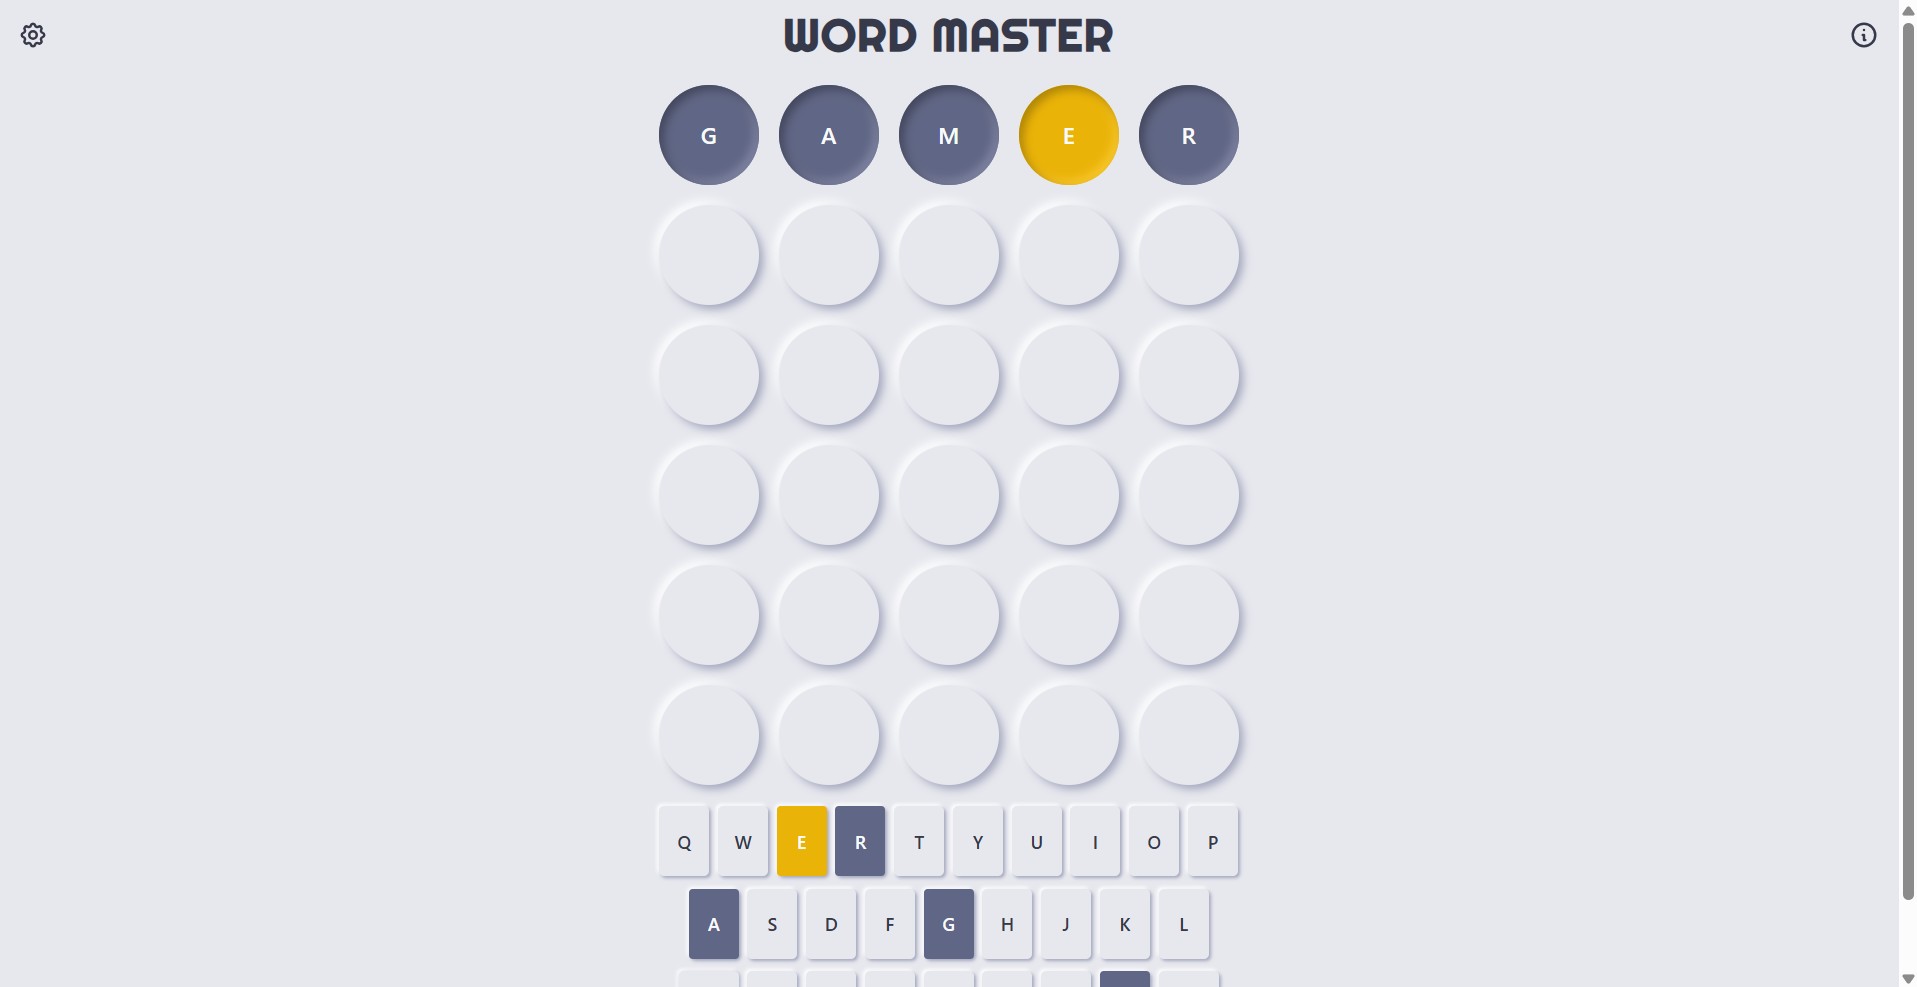 WORD MASTER
G A M E R
Q W E R T Y U I O P
A S D F G H J K L